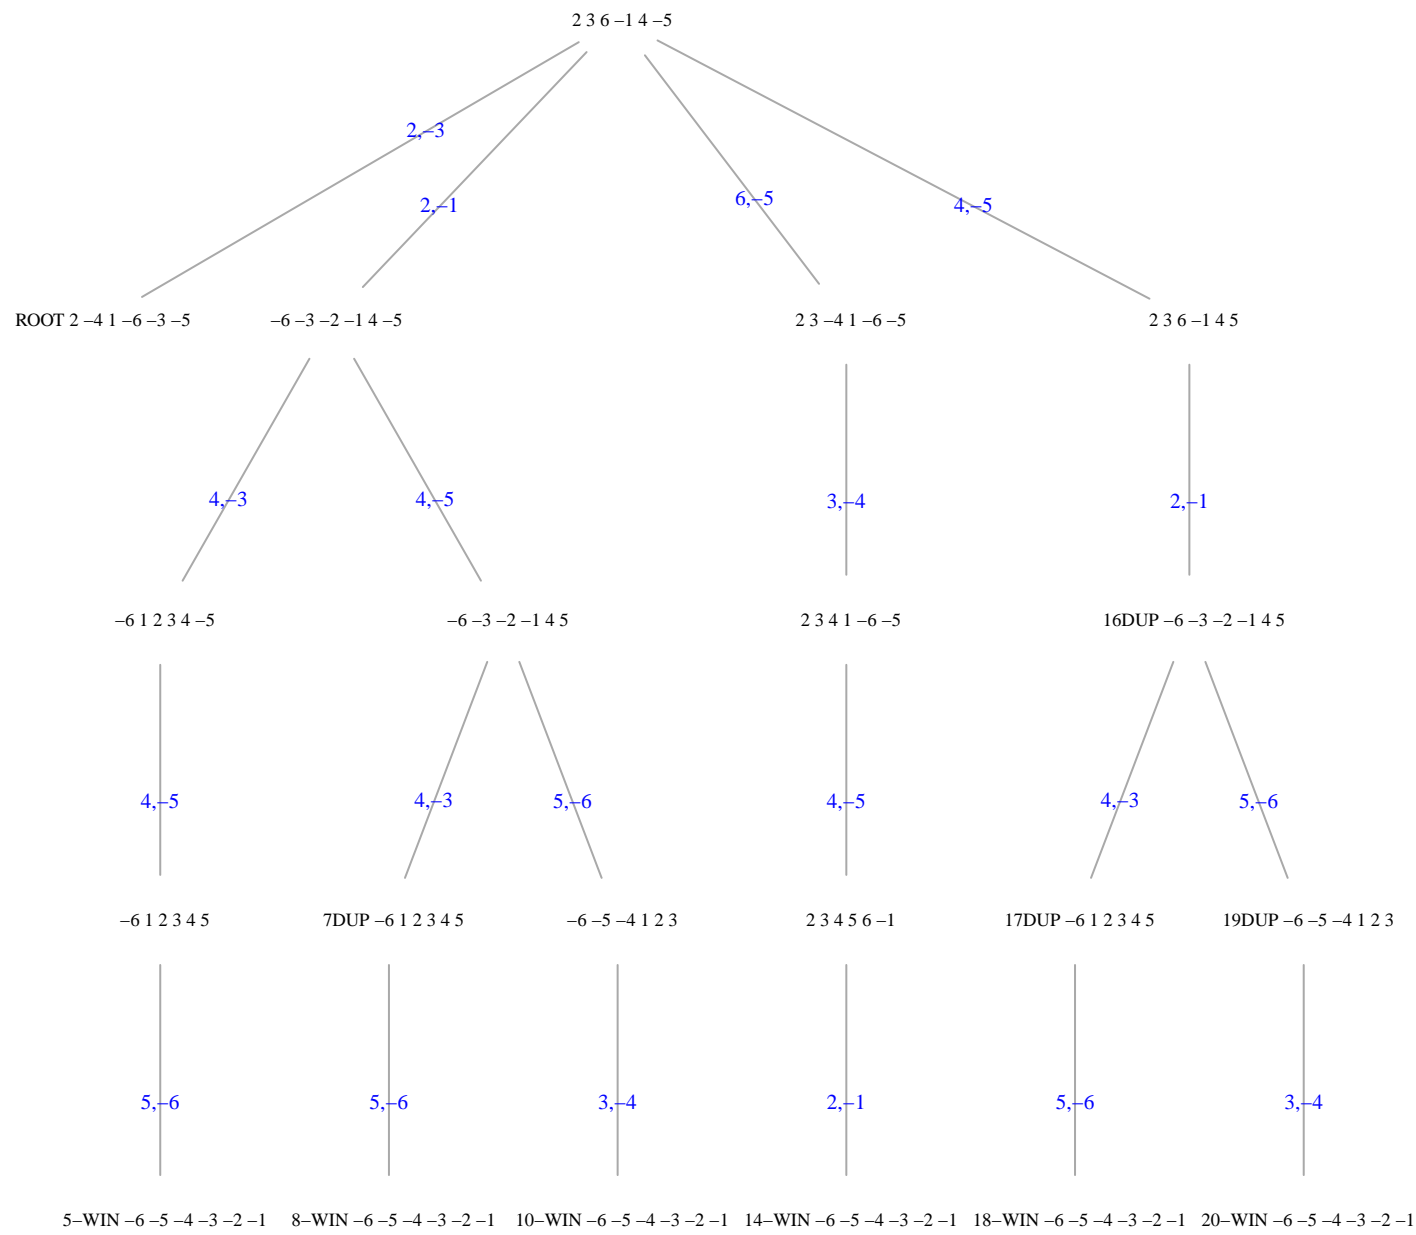 2 3 6 –1 4 –5
2,–3
2,–1
6,–5
4,–5
ROOT 2 –4 1 –6 –3 –5
–6 –3 –2 –1 4 –5
2 3 –4 1 –6 –5
2 3 6 –1 4 5
4,–3
4,–5
3,–4
2,–1
–6 1 2 3 4 –5
–6 –3 –2 –1 4 5
2 3 4 1 –6 –5
16DUP –6 –3 –2 –1 4 5
4,–5
4,–3
5,–6
4,–5
4,–3
5,–6
–6 1 2 3 4 5
7DUP –6 1 2 3 4 5
–6 –5 –4 1 2 3
2 3 4 5 6 –1
17DUP –6 1 2 3 4 5
19DUP –6 –5 –4 1 2 3
5,–6
5,–6
3,–4
2,–1
5,–6
3,–4
5–WIN –6 –5 –4 –3 –2 –1
8–WIN –6 –5 –4 –3 –2 –1
10–WIN –6 –5 –4 –3 –2 –1
14–WIN –6 –5 –4 –3 –2 –1
18–WIN –6 –5 –4 –3 –2 –1
20–WIN –6 –5 –4 –3 –2 –1